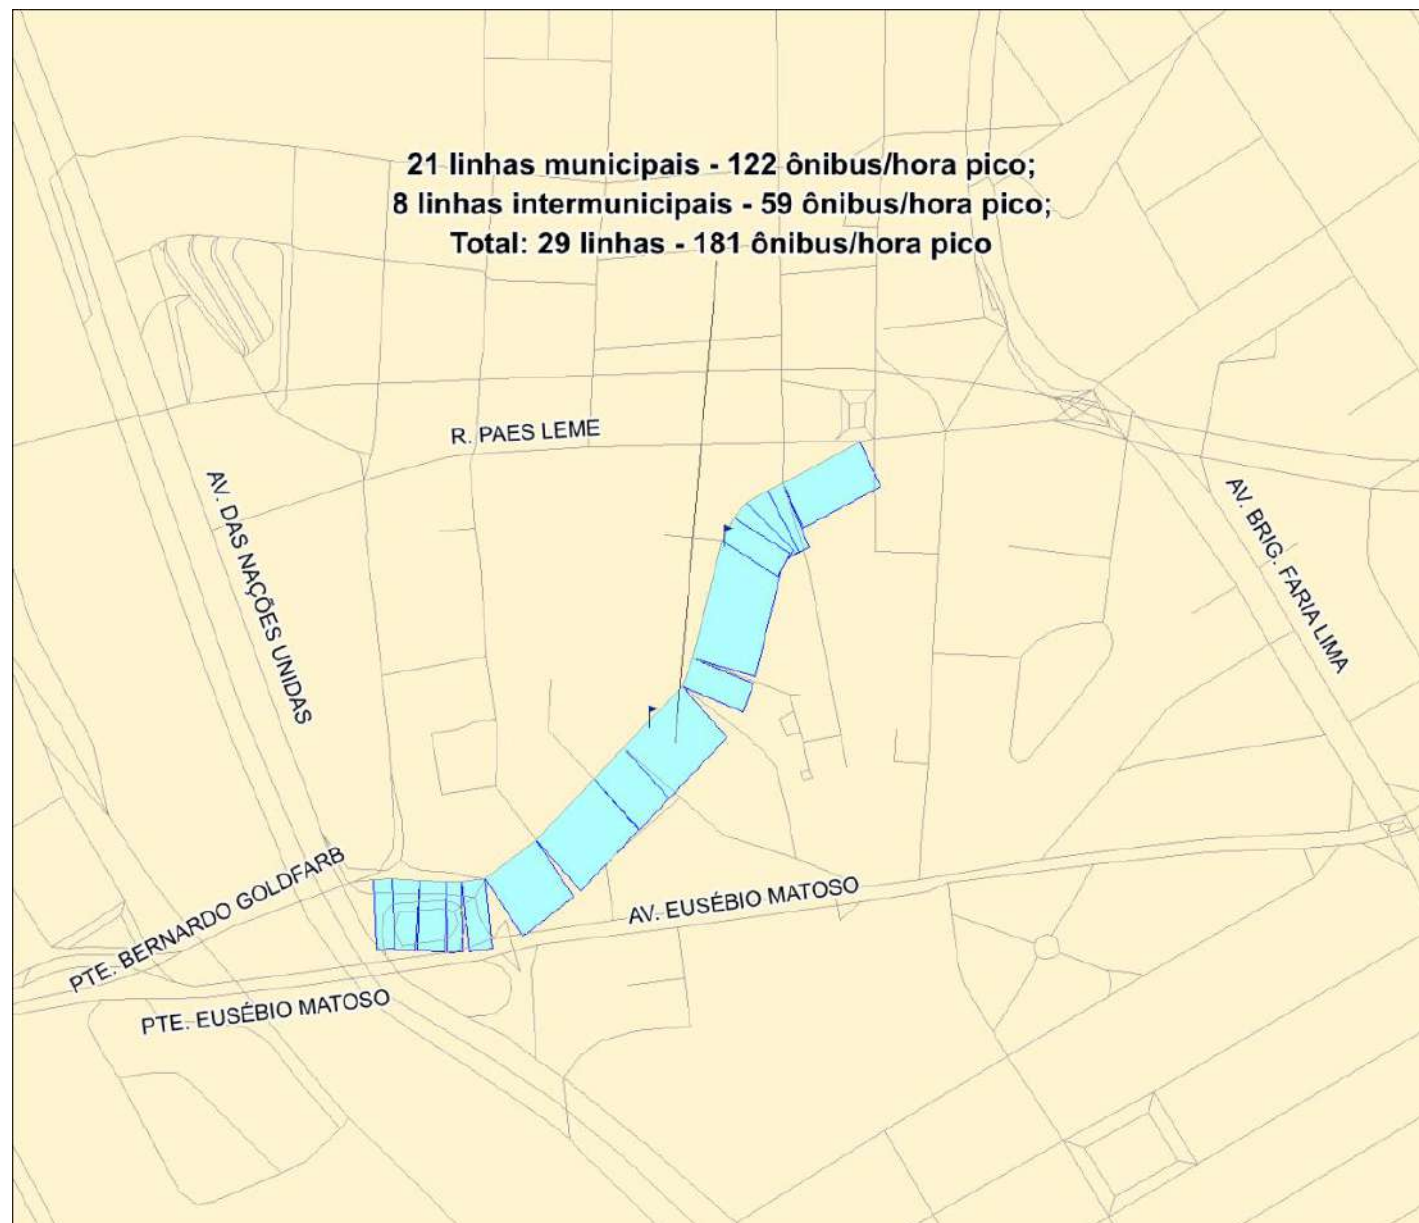 21 linhas municipais - 122 ônibus/hora pico;
8 linhas intermunicipais - 59 ônibus/hora pico;
Total: 29 linhas - 181 ônibus/hora pico
R. PAES LEME
AV. DAS NAÇÕES UNIDAS
AV. BRIG. FARIA LIMA
PTE. BERNARDO GOLDFARB
AV. EUSÉBIO MATOSO
PTE. EUSÉBIO MATOSO